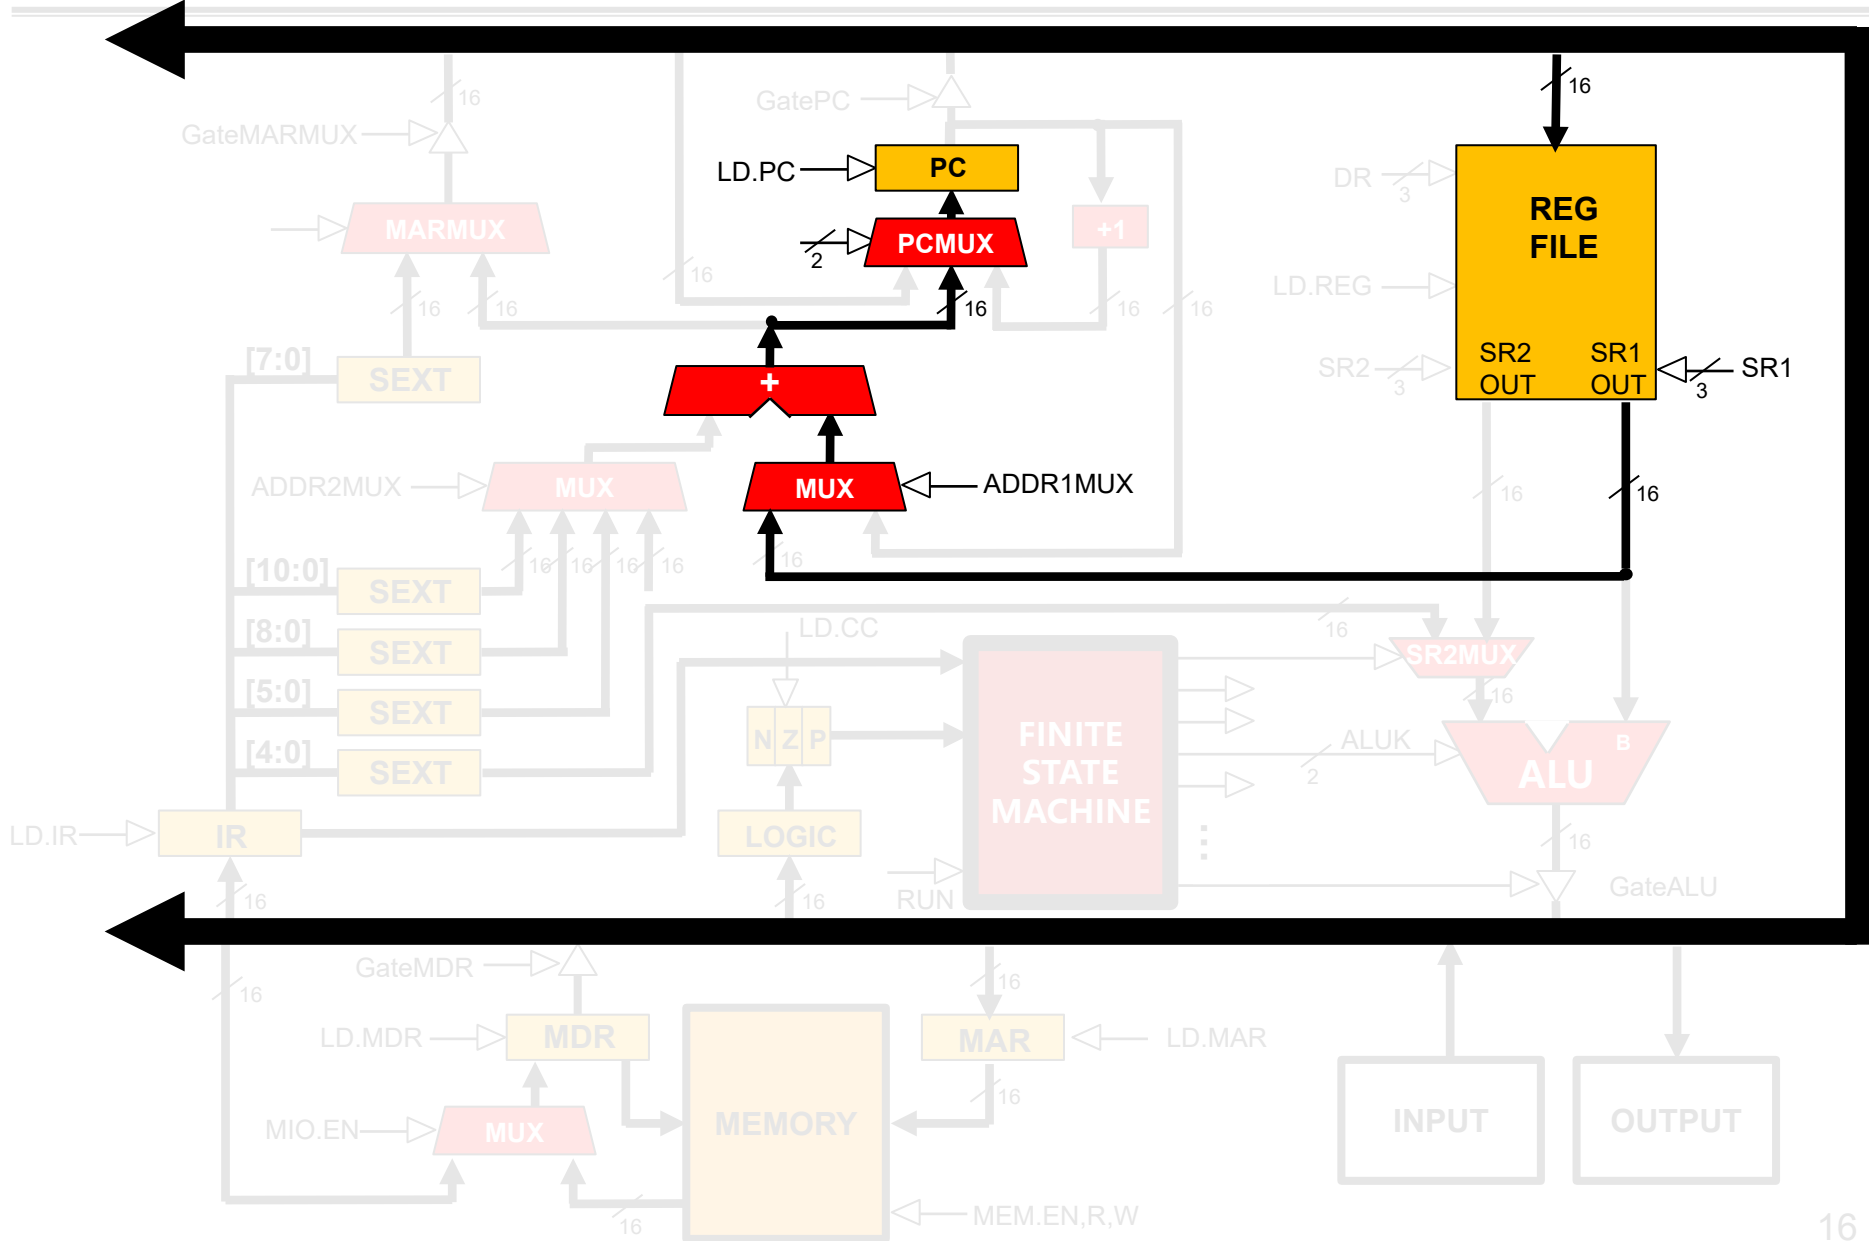 16
16
GatePC
GateMARMUX
LD.PC
PC
DR
3
REG
FILE
MARMUX
2
PCMUX
+1
16
16
16
16
16
16
LD.REG
[7:0]
SEXT
+
SR2
3
SR2
OUT
SR1
OUT
3
SR1
ADDR2MUX
MUX
MUX
ADDR1MUX
16
16
16
16
16
16
16
[10:0]
SEXT
[8:0]
SEXT
LD.CC
16
SR2MUX
16
[5:0]
SEXT
N Z P
FINITE
STATE
MACHINE
ALUK
2
B
ALU
[4:0]
SEXT
LD.IR
IR
LOGIC
16
⋮
16
16
RUN
GateALU
GateMDR
16
16
LD.MDR
MDR
MAR
LD.MAR
16
MIO.EN
MUX
MEMORY
INPUT
OUTPUT
16
MEM.EN,R,W
16